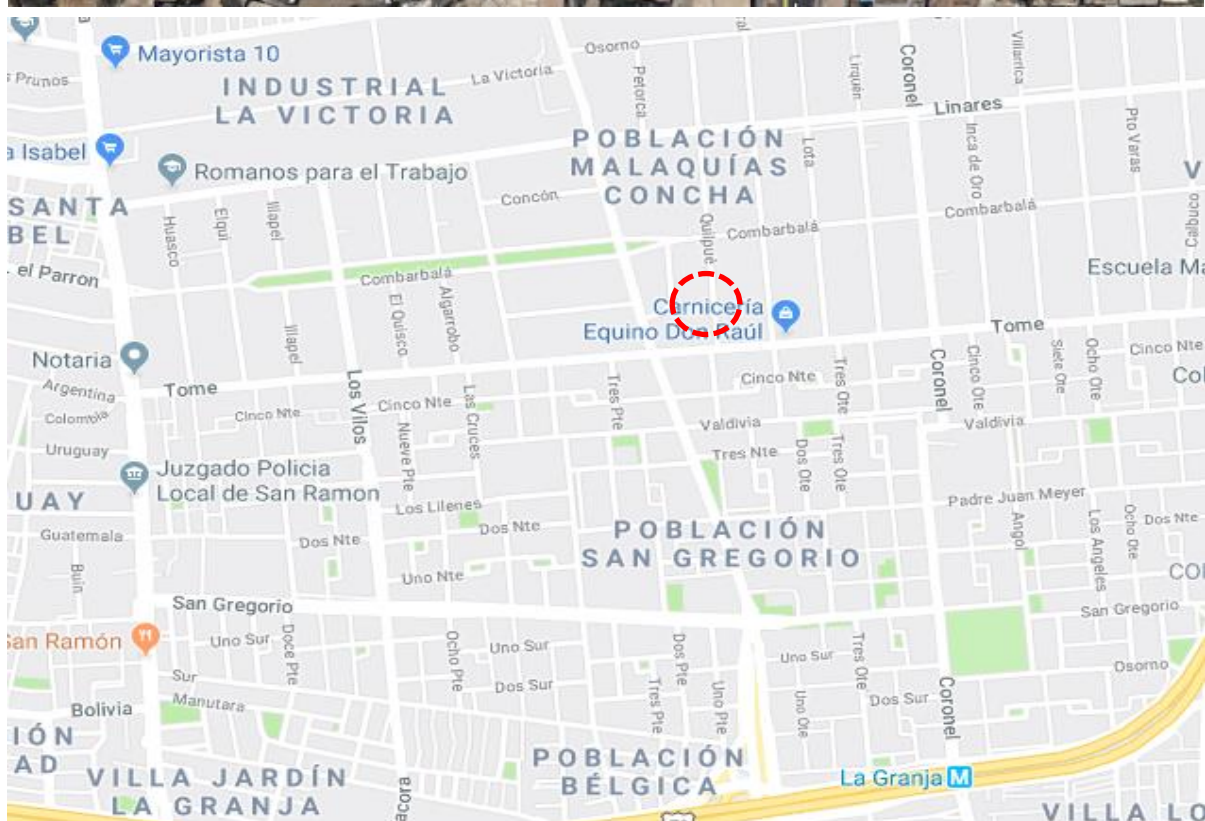 Mayorista 10
Osorno
La Victoria
Prunos
INDUSTRIAL
LA VICTORIA
Petorca
Lirquén
Coronel
Villarrica
Linares
Isabel
Romanos para el Trabajo
POBLACIÓN
MALAQUÍAS
CONCHA
Lota
Inca de Oro
Pto Varas
Concón
SANTA
BEL
Huasco
Elqui
Illapel
Quilpué
Combarbalá
Combarbalá
Calbuco
el Parron
Combarbalá
El Quisco
Algarrobo
Illapel
Escuela Ma
Carnicería
Equino Don Raúl
Tome
Notaria
Argentina
Colombia
Uruguay
Tome
Los Vilos
Cinco Nte
Cinco Nte
Las Cruces
Nueve Pte
Tres Pte
Cinco Nte
Tres Ote
Coronel
Cinco Ote
Siete Ote
Ocho Ote
Cinco Nte
Col
Valdivia
Valdivia
Tres Nte
Dos Ote
Tres Ote
Juzgado Policia
Local de San Ramon
UAY
Guatemala
Los Lilenes
Dos Nte
Dos Nte
POBLACIÓN
SAN GREGORIO
Padre Juan Meyer
Angol
Los Angeles
Ocho Ote
Dos Nte
COL
Buin
Uno Nte
San Gregorio
San Gregorio
San Ramón
Uno Sur
Doce Pte
Ocho Pte
Uno Sur
Dos Pte
Uno Sur
Tres Ote
Osorno
Sur
Manutara
Dos Sur
Tres Pte
Uno Pte
Uno Ote
Dos Sur
Coronel
Bolivia
IÓN
AD
VILLA JARDÍN
LA GRANJA
POBLACIÓN
BÉLGICA
La Granja M
VILLA LO